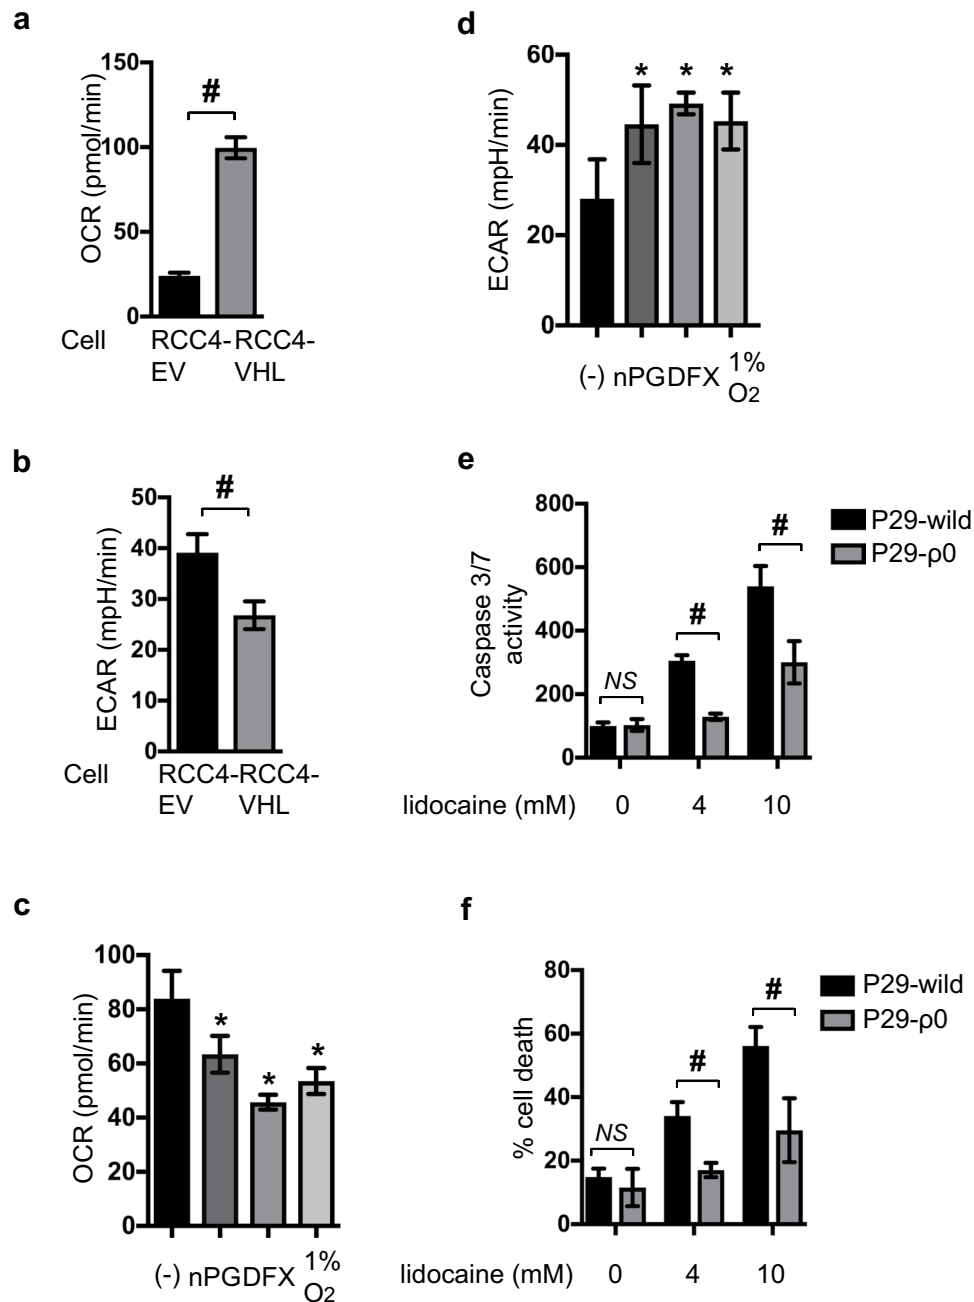 a
OCR (pmol/min)
150
100
50
0
#
Cell RCC4-RCC4-
EV VHL
b
ECAR (mpH/min)
50
40
30
20
10
0
#
Cell RCC4-RCC4-
EV VHL
c
OCR (pmol/min)
100
80
60
40
20
0
* * *
(-) nPGDFX 1%
O2
d
ECAR (mpH/min)
60
40
20
0
* * *
(-) nPGDFX 1%
O2
e
Caspase 3/7
activity
800
600
400
200
0
NS
#
#
P29-wild
P29-ρ0
lidocaine (mM) 0 4 10
f
% cell death
80
60
40
20
0
NS
#
#
P29-wild
P29-ρ0
lidocaine (mM) 0 4 10